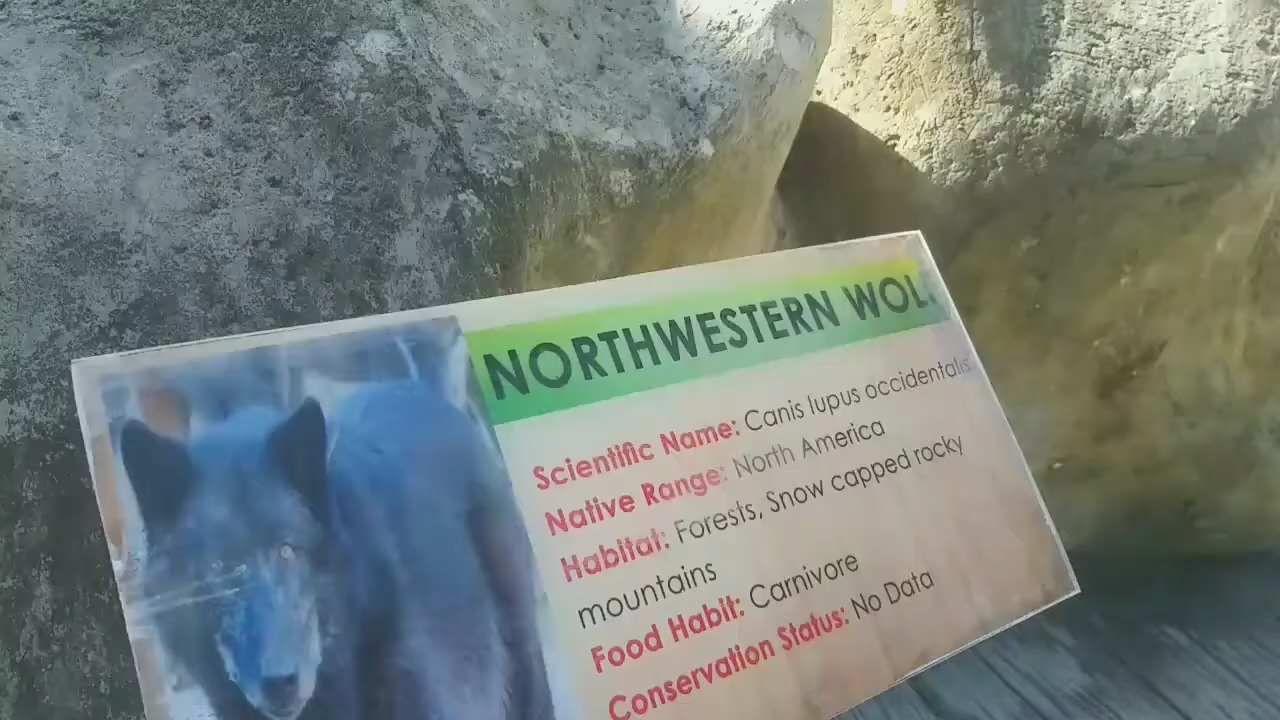 NORTHWESTERN WOLF
Scientific Name: Canis lupus occidentalis
Native Range: North America
Habitat: Forests, Snow capped rocky
mountains
Food Habit: Carnivore
Conservation Status: No Data